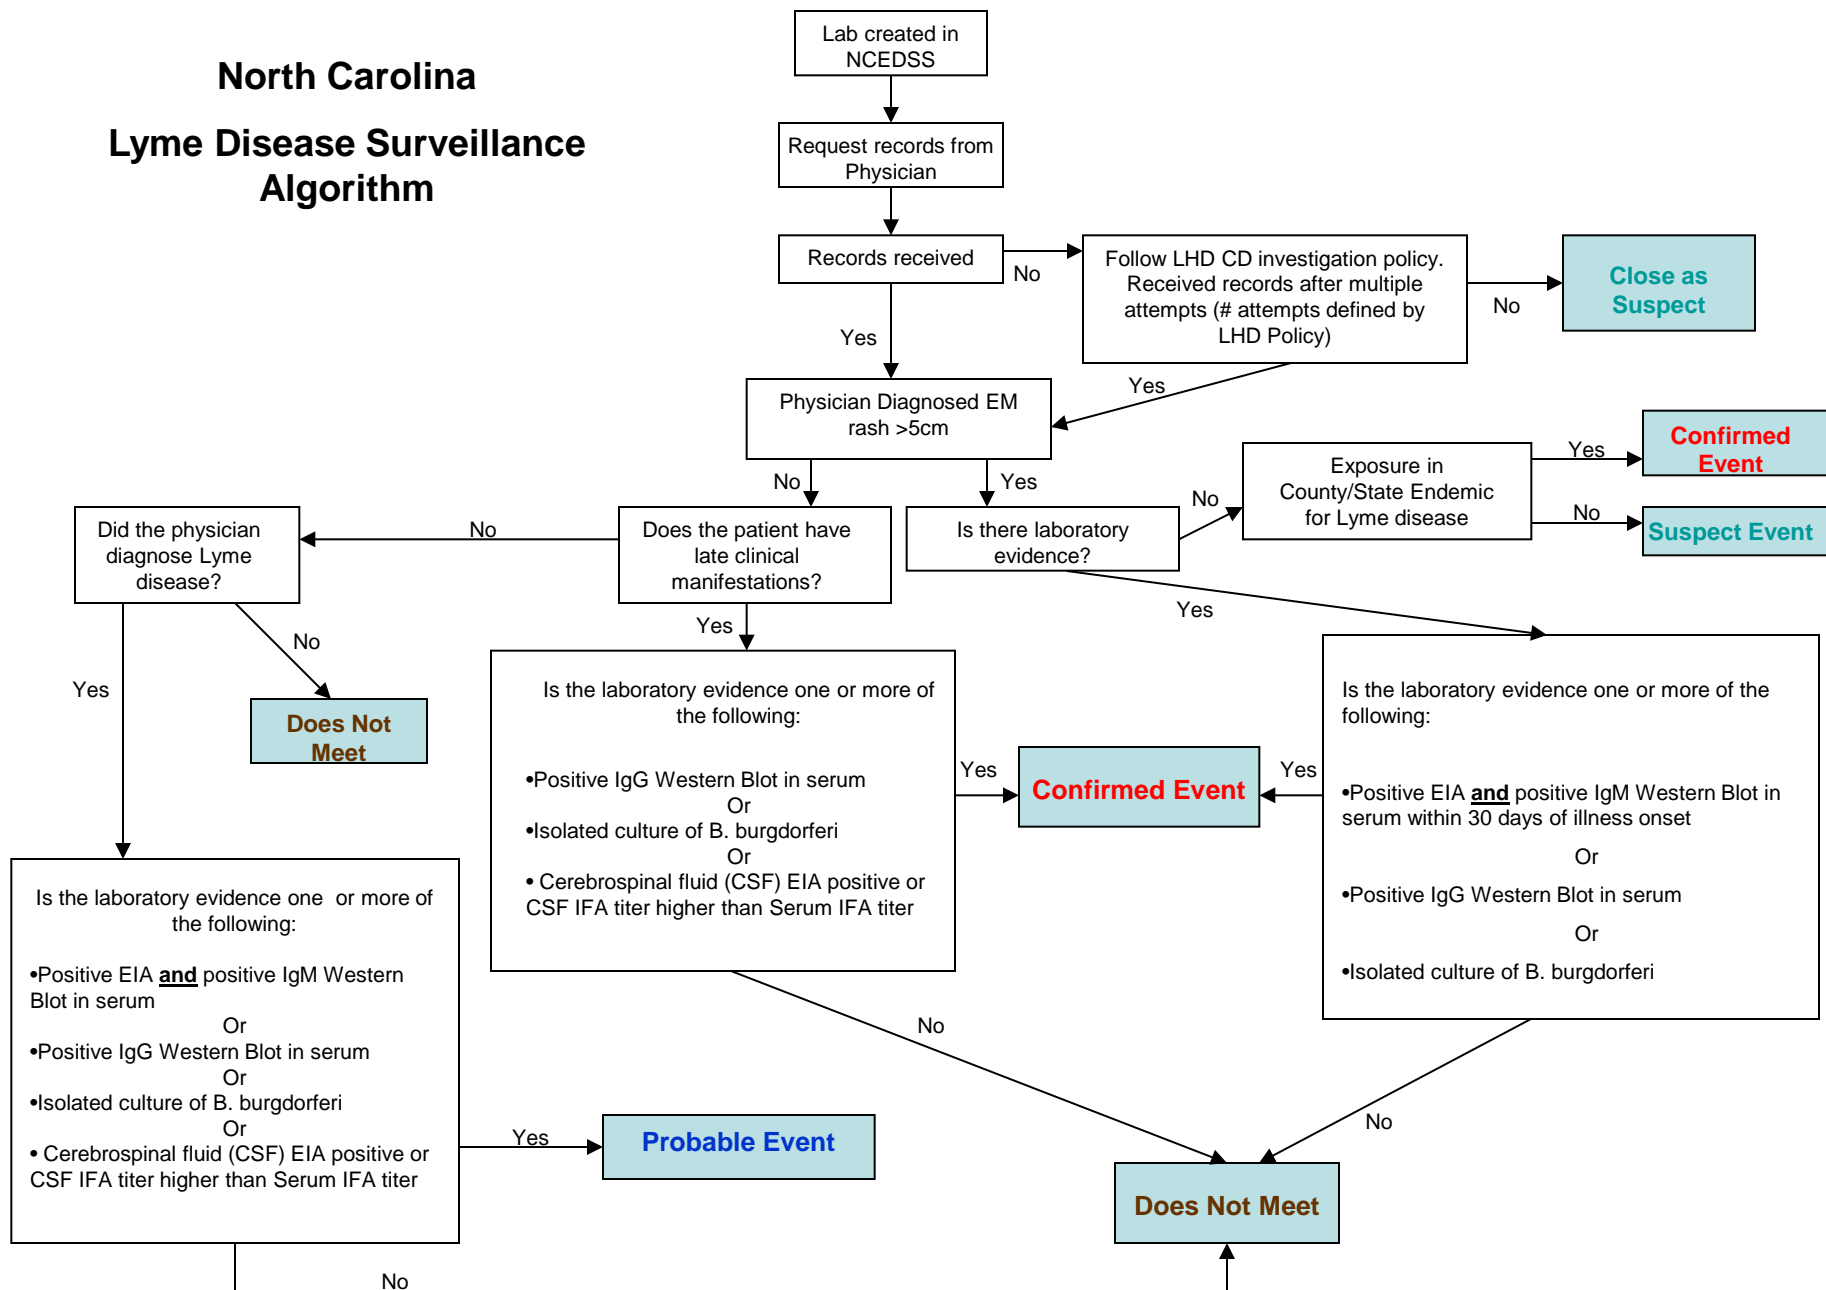 North Carolina
Lyme Disease Surveillance
Algorithm
Lab created in
NCEDSS
Request records from
Physician
Records received
No
Follow LHD CD investigation policy.
Received records after multiple
attempts (# attempts defined by
LHD Policy)
No
Close as
Suspect
Yes
Yes
Physician Diagnosed EM
rash >5cm
No
Yes
Exposure in
County/State Endemic
for Lyme disease
Yes
Confirmed
Event
No
Suspect Event
Did the physician
diagnose Lyme
disease?
No
Does the patient have
late clinical
manifestations?
Is there laboratory
evidence?
No
Yes
No
Does Not
Meet
Yes
Yes
Is the laboratory evidence one or more of
the following:
•Positive IgG Western Blot in serum
Or
•Isolated culture of B. burgdorferi
Or
• Cerebrospinal fluid (CSF) EIA positive or
CSF IFA titer higher than Serum IFA titer
Yes
Confirmed Event
Yes
Is the laboratory evidence one or more of the
following:
•Positive EIA and positive IgM Western Blot in
serum within 30 days of illness onset
Or
•Positive IgG Western Blot in serum
Or
•Isolated culture of B. burgdorferi
Is the laboratory evidence one or more of
the following:
•Positive EIA and positive IgM Western
Blot in serum
Or
•Positive IgG Western Blot in serum
Or
•Isolated culture of B. burgdorferi
Or
• Cerebrospinal fluid (CSF) EIA positive or
CSF IFA titer higher than Serum IFA titer
Yes
Probable Event
No
No
Does Not Meet
No